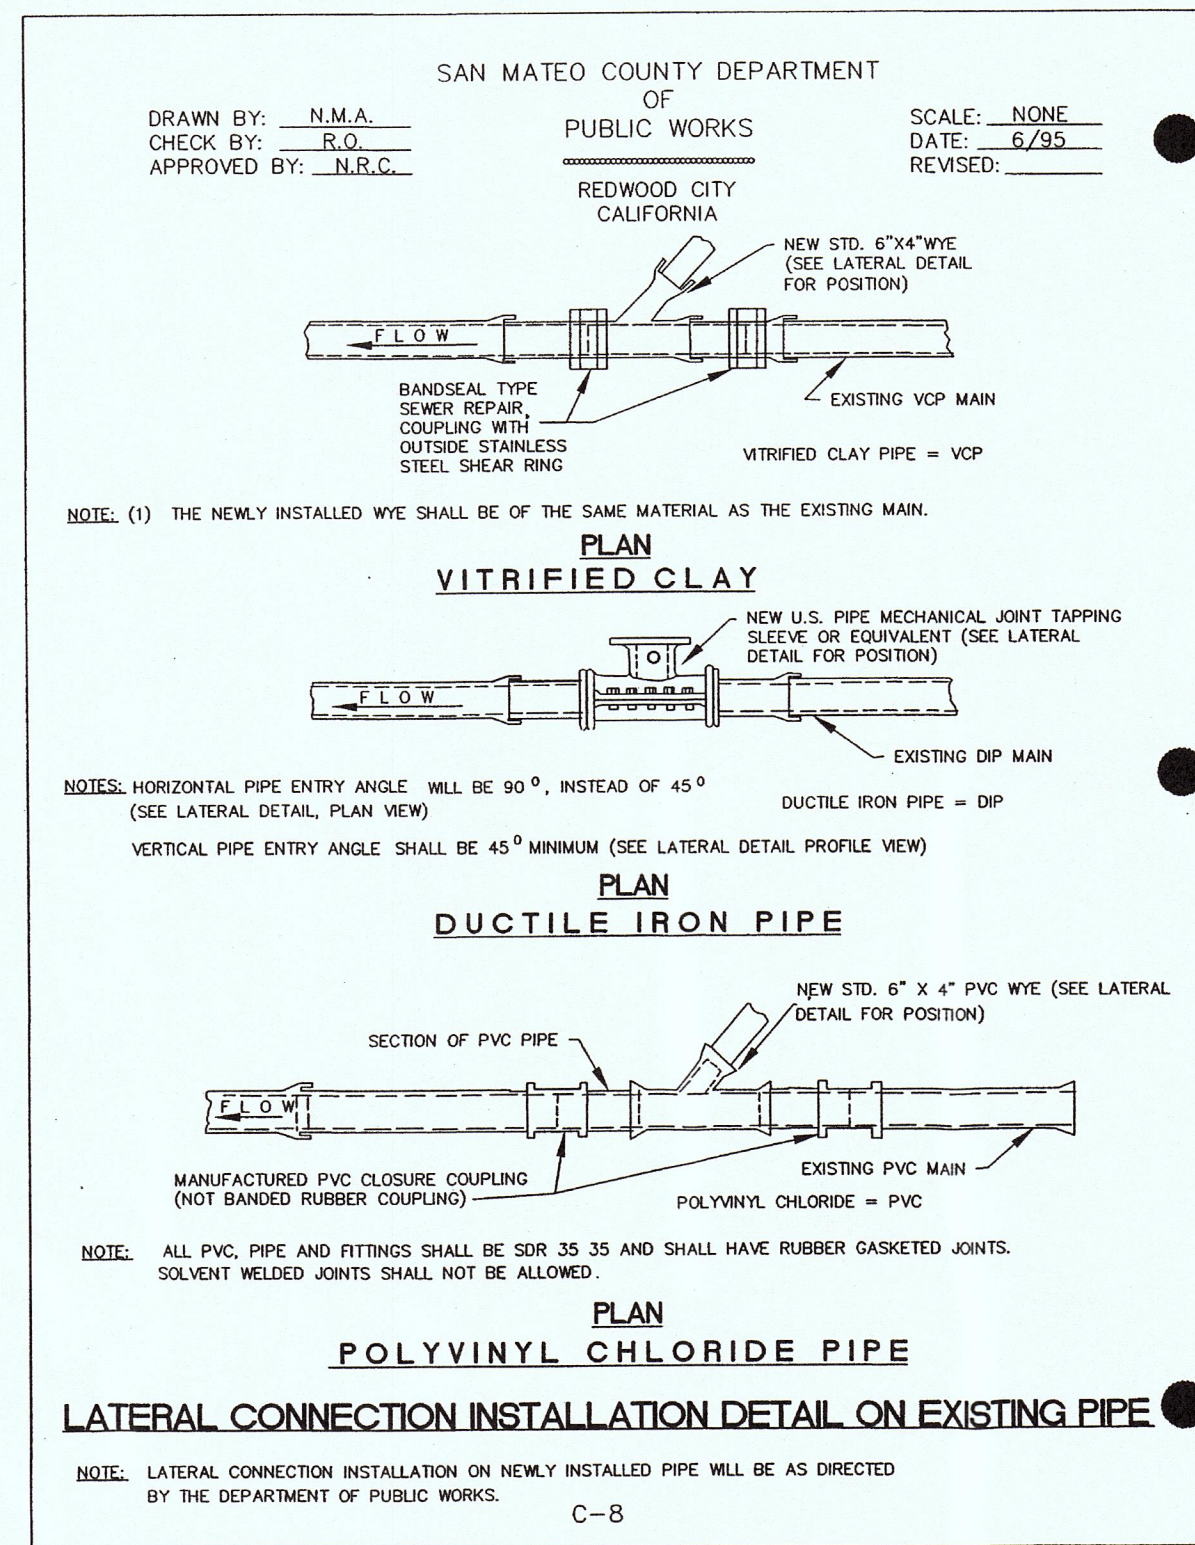 SAN MATEO COUNTY DEPARTMENT
OF
PUBLIC WORKS
REDWOOD CITY
CALIFORNIA
DRAWN BY: N.M.A.
CHECK BY: R.O.
APPROVED BY: N.R.C.
SCALE: NONE
DATE: 6/95
REVISED:
NEW STD. 6"X4"WYE
(SEE LATERAL DETAIL
FOR POSITION)
FLOW
BANDSEAL TYPE
SEWER REPAIR,
COUPLING WITH
OUTSIDE STAINLESS
STEEL SHEAR RING
EXISTING VCP MAIN
VITRIFIED CLAY PIPE = VCP
NOTE: (1) THE NEWLY INSTALLED WYE SHALL BE OF THE SAME MATERIAL AS THE EXISTING MAIN.
PLAN
VITRIFIED CLAY
NEW U.S. PIPE MECHANICAL JOINT TAPPING
SLEEVE OR EQUIVALENT (SEE LATERAL
DETAIL FOR POSITION)
FLOW
EXISTING DIP MAIN
NOTES: HORIZONTAL PIPE ENTRY ANGLE WILL BE 90°, INSTEAD OF 45°
(SEE LATERAL DETAIL, PLAN VIEW)
DUCTILE IRON PIPE = DIP
VERTICAL PIPE ENTRY ANGLE SHALL BE 45° MINIMUM (SEE LATERAL DETAIL PROFILE VIEW)
PLAN
DUCTILE IRON PIPE
NEW STD. 6" X 4" PVC WYE (SEE LATERAL
DETAIL FOR POSITION)
SECTION OF PVC PIPE
FLOW
MANUFACTURED PVC CLOSURE COUPLING
(NOT BANDED RUBBER COUPLING)
EXISTING PVC MAIN
POLYVINYL CHLORIDE = PVC
NOTE: ALL PVC, PIPE AND FITTINGS SHALL BE SDR 35 35 AND SHALL HAVE RUBBER GASKETED JOINTS.
SOLVENT WELDED JOINTS SHALL NOT BE ALLOWED.
PLAN
POLYVINYL CHLORIDE PIPE
LATERAL CONNECTION INSTALLATION DETAIL ON EXISTING PIPE
NOTE: LATERAL CONNECTION INSTALLATION ON NEWLY INSTALLED PIPE WILL BE AS DIRECTED
BY THE DEPARTMENT OF PUBLIC WORKS.
C-8